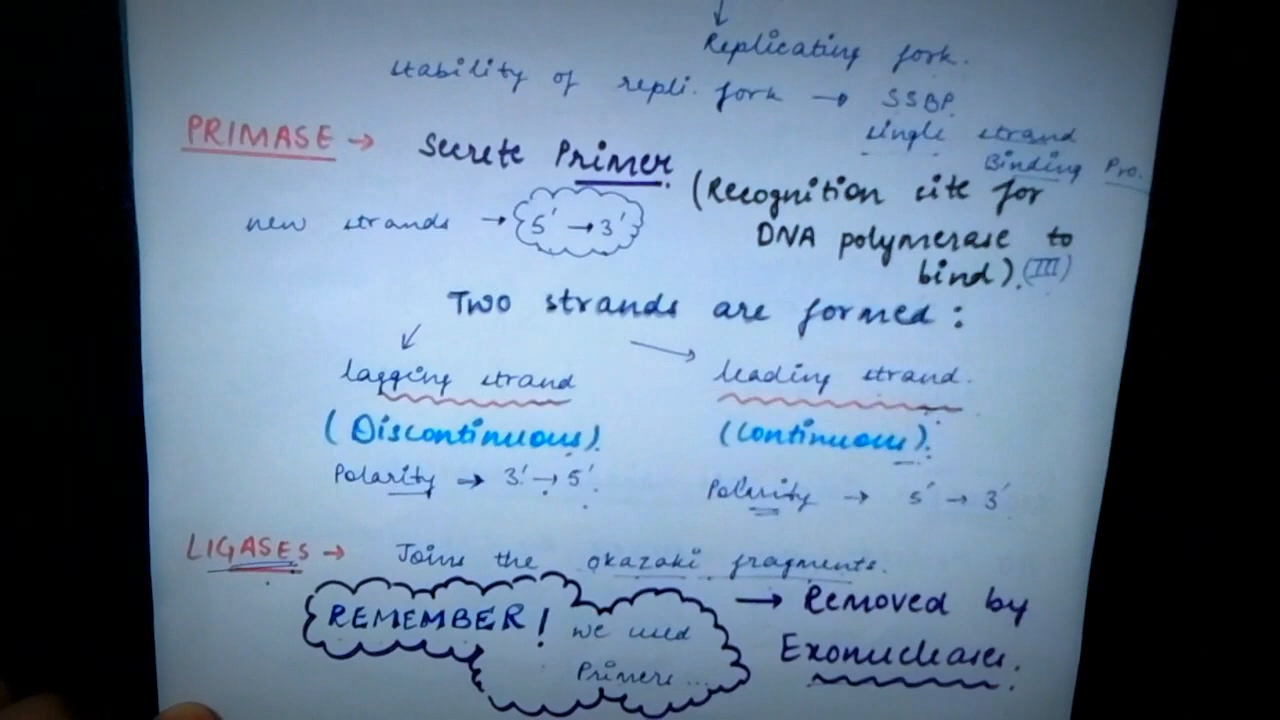 ↓
Replicating fork.
stability of repli. fork → SSBP.
single strand
Binding Pro.
PRIMASE → Secrete Primer
(Recognition site for
DNA polymerase to
bind). (III)
new strands → 5' → 3'
Two strands are formed:
↙ ↘
lagging strand leading strand.
(Discontinuous). (Continuous).
Polarity → 3' → 5'. Polarity → 5' → 3'
LIGASES → Joins the okazaki fragments.
REMEMBER! we used
Primers ...
→ Removed by
Exonucleases.